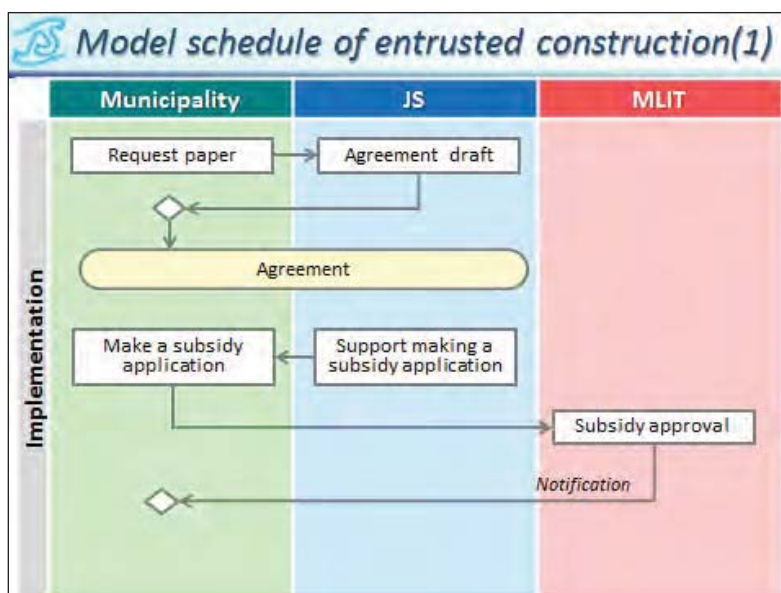 JS Model schedule of entrusted construction(1)
Municipality
JS
MLIT
Implementation
Request paper
Agreement draft
Agreement
Make a subsidy
application
Support making a
subsidy application
Subsidy approval
Notification